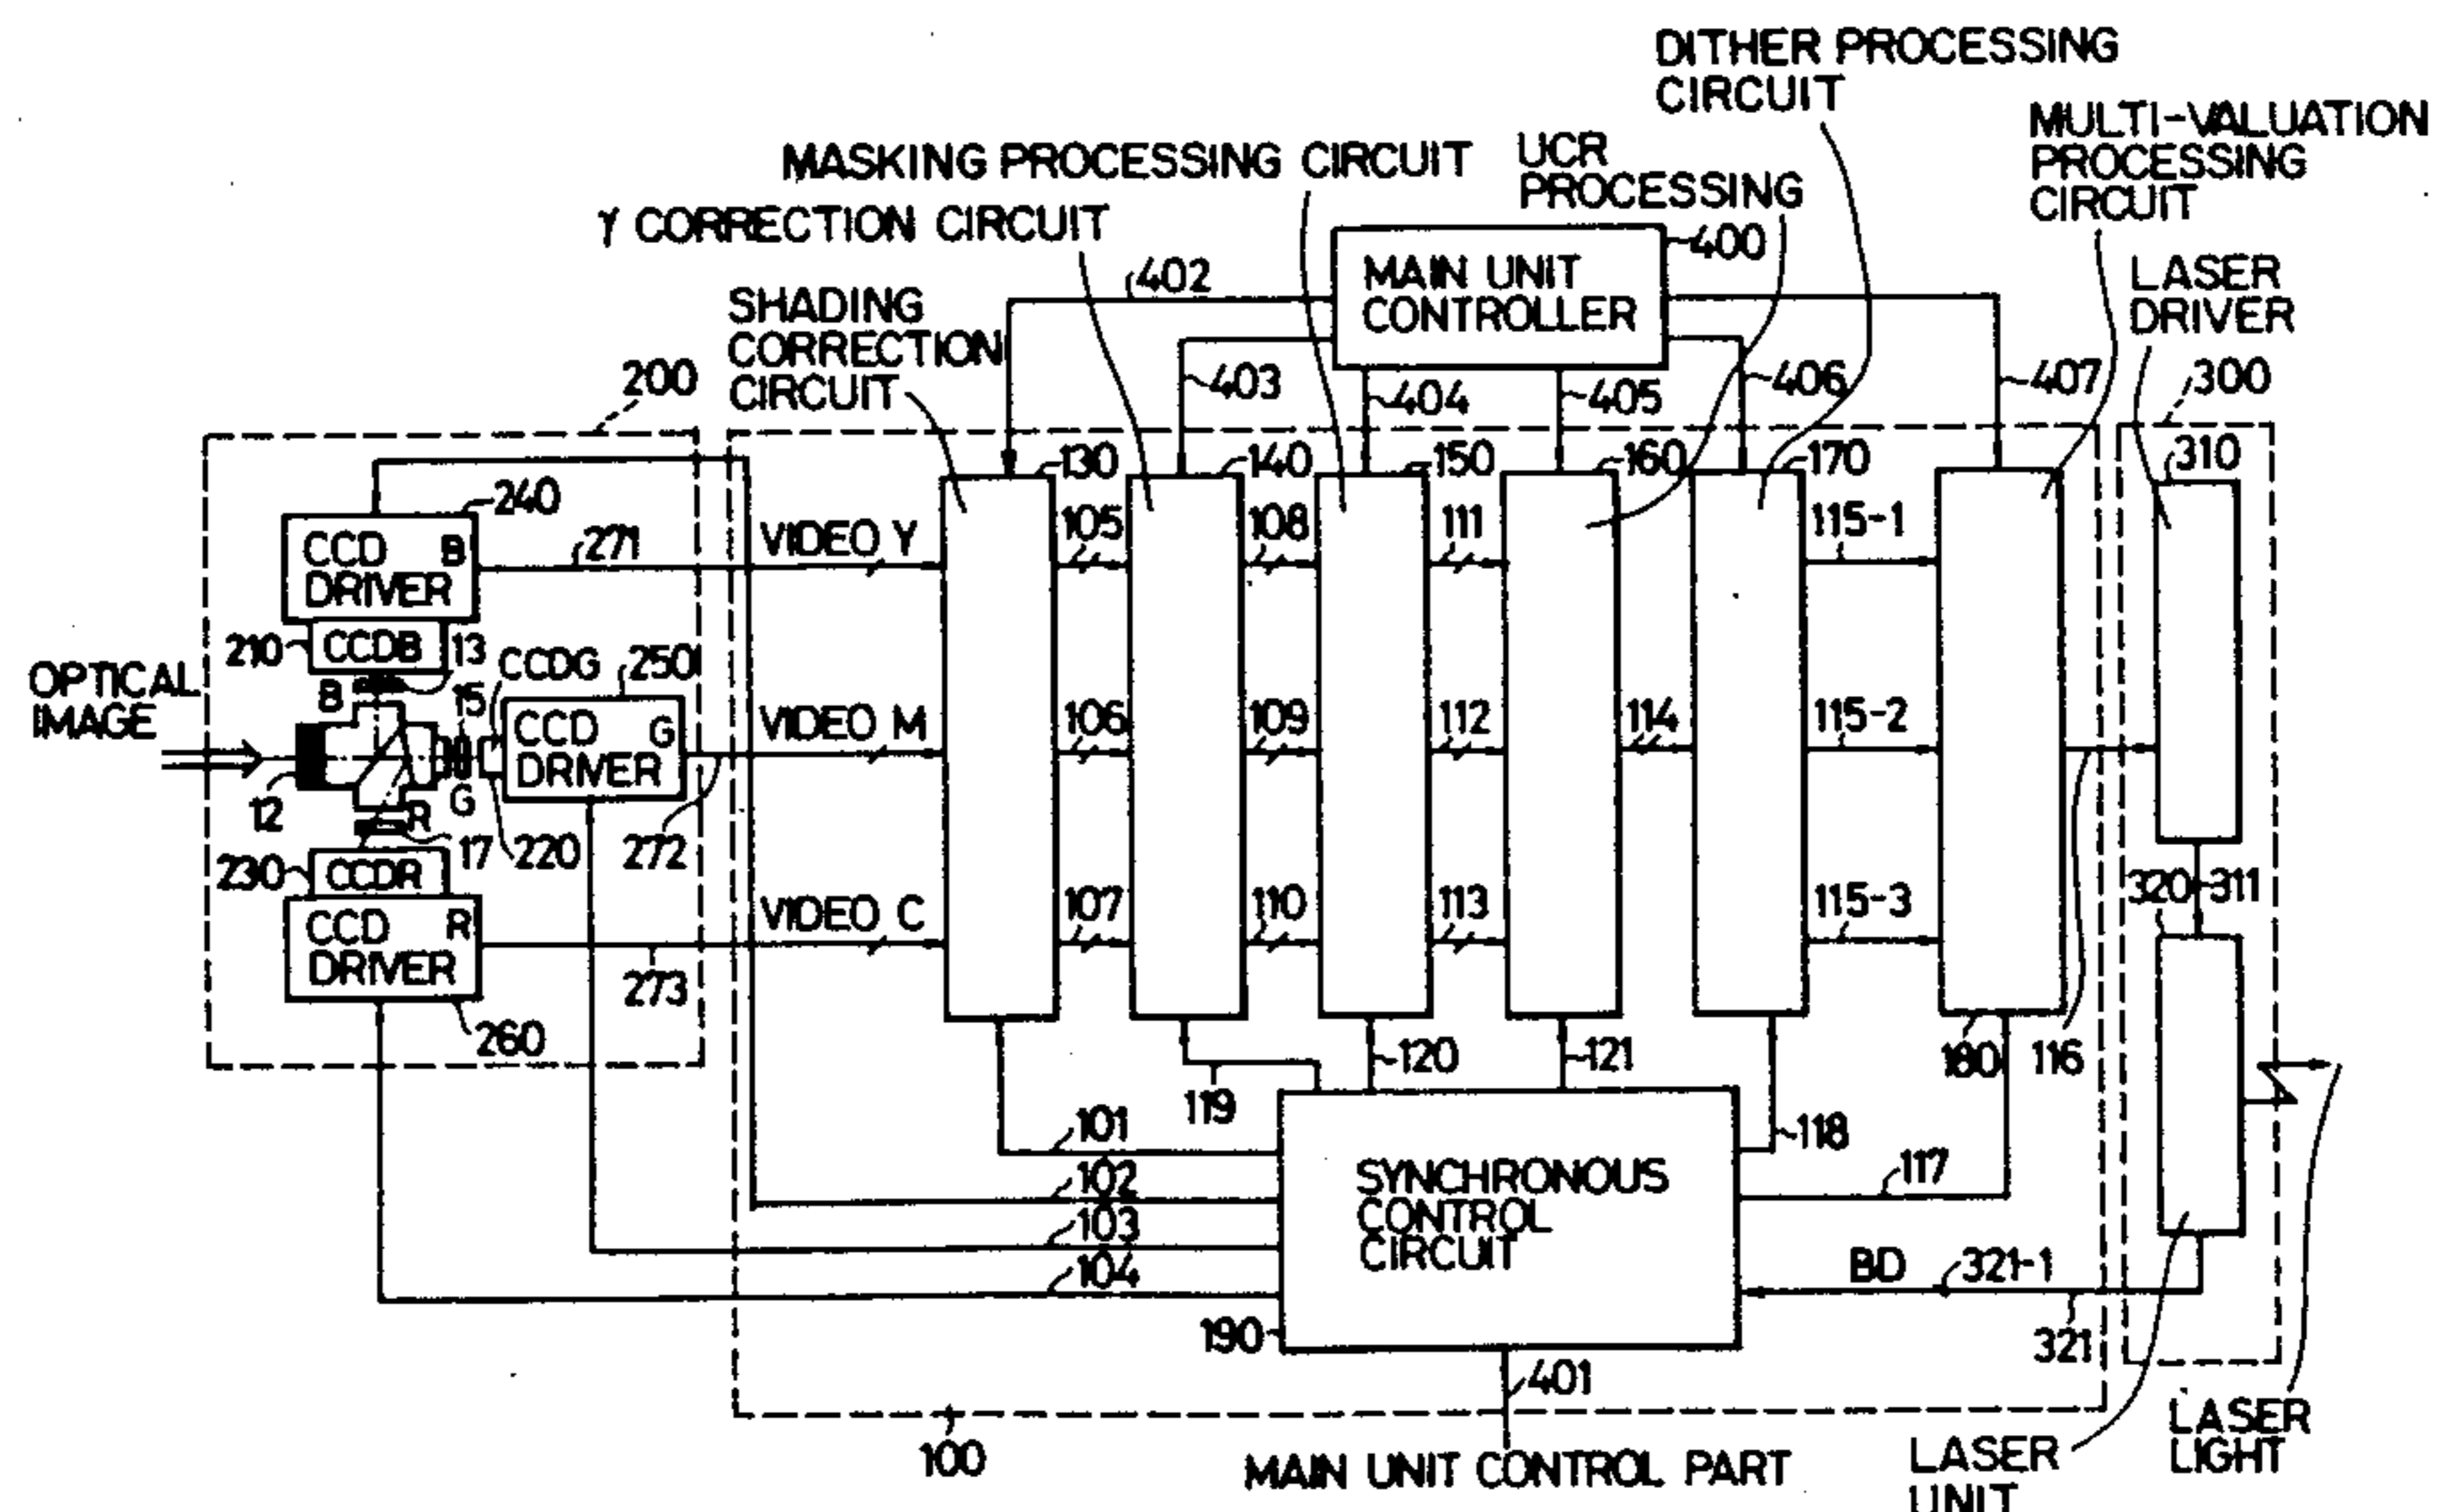 DITHER PROCESSING
CIRCUIT
MULTI-VALUATION
PROCESSING
CIRCUIT
MASKING PROCESSING CIRCUIT
UCR
PROCESSING
γ CORRECTION CIRCUIT
400
MAIN UNIT
CONTROLLER
LASER
DRIVER
402
SHADING
CORRECTION
CIRCUIT
200
403
404
405
406
407
300
130
140
150
160
170
310
240
CCD B
DRIVER
271
VIDEO Y
105
108
111
115-1
210
CCDB
13
CCDG
250
OPTICAL
IMAGE
B
15
CCD G
DRIVER
VIDEO M
106
109
112
114
115-2
12
G
R
17
220
272
230
CCDR
320
311
CCD R
DRIVER
VIDEO C
107
110
113
115-3
273
260
120
121
180
116
119
101
118
102
SYNCHRONOUS
CONTROL
CIRCUIT
117
103
104
BD
321-1
190
321
401
100
MAIN UNIT CONTROL PART
LASER
UNIT
LASER
LIGHT